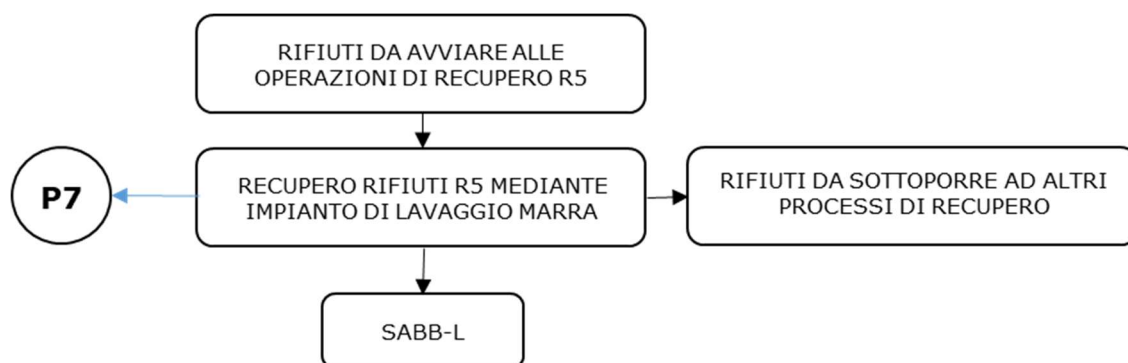 RIFIUTI DA AVVIARE ALLE
OPERAZIONI DI RECUPERO R5
P7
RECUPERO RIFIUTI R5 MEDIANTE
IMPIANTO DI LAVAGGIO MARRA
RIFIUTI DA SOTTOPORRE AD ALTRI
PROCESSI DI RECUPERO
SABB-L